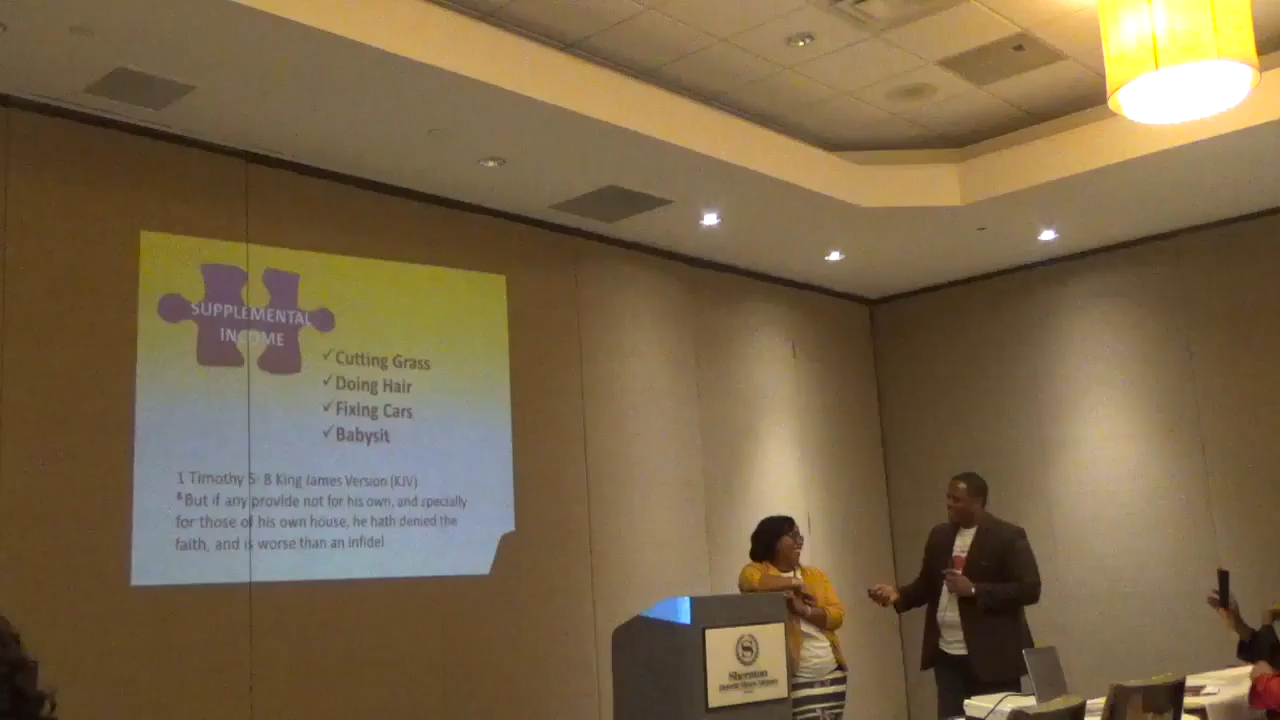 SUPPLEMENTAL
INCOME
✓Cutting Grass
✓Doing Hair
✓Fixing Cars
✓Babysit
1 Timothy 5: 8 King James Version (KJV)
8 But if any provide not for his own, and specially
for those of his own house, he hath denied the
faith, and is worse than an infidel
S
Sheraton